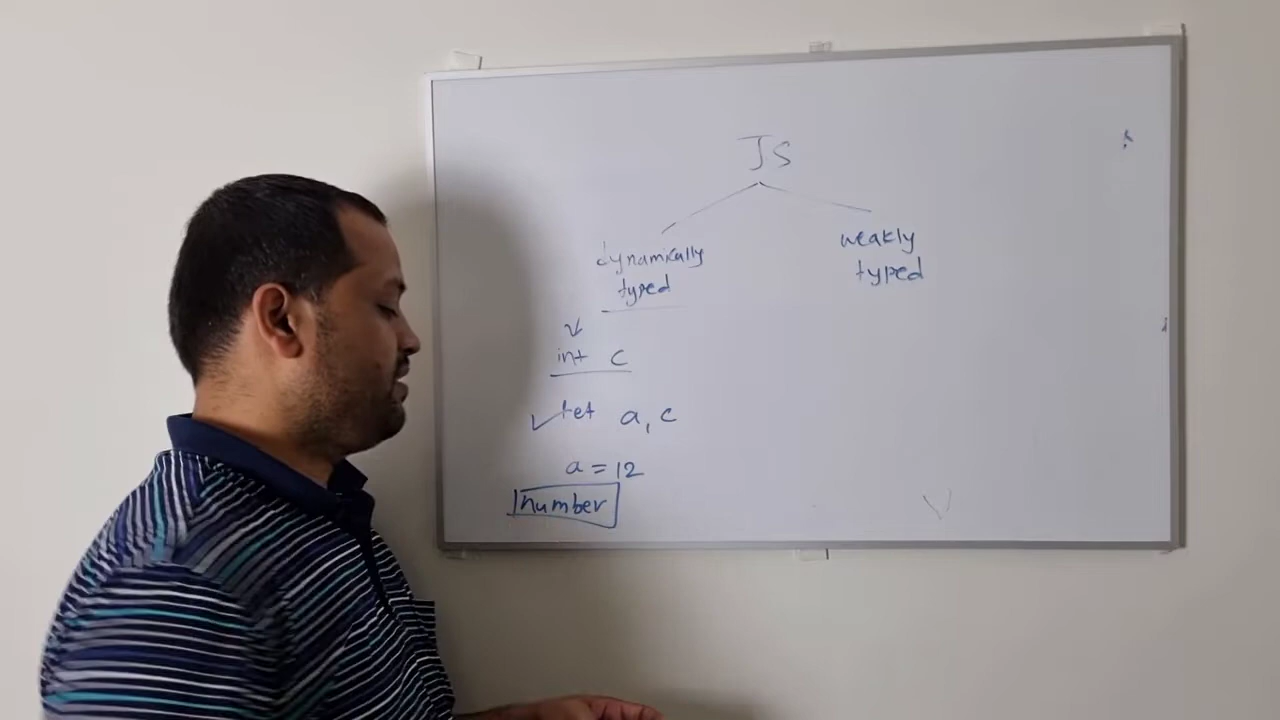 JS
dynamically
typed
weakly
typed
int c
let a, c
a = 12
number